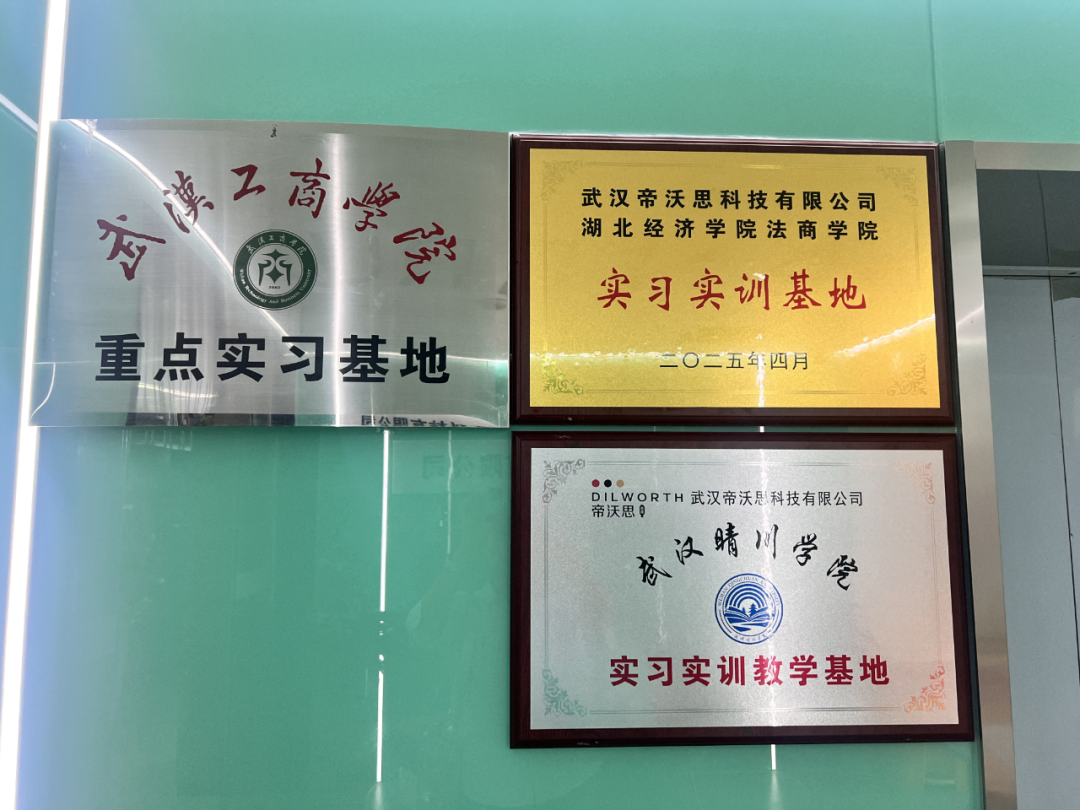 武漢工商學院
重点实习基地
武汉帝沃思科技有限公司
湖北经济学院法商学院
实习实训基地
二〇二五年四月
DILWORTH 武汉帝沃思科技有限公司
帝沃思
武汉晴川学院
实习实训教学基地